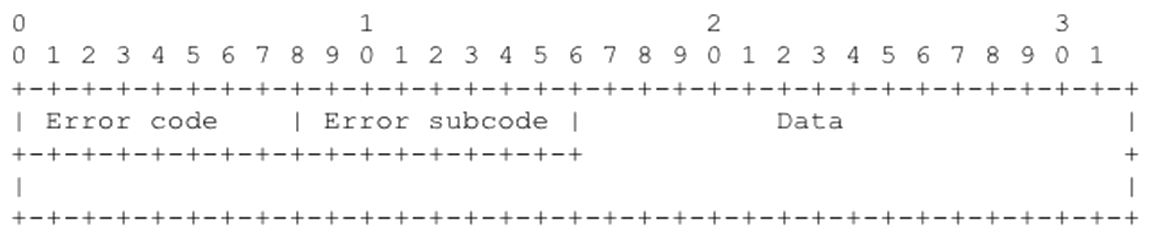 0                   1                   2                   3
0 1 2 3 4 5 6 7 8 9 0 1 2 3 4 5 6 7 8 9 0 1 2 3 4 5 6 7 8 9 0 1
+-+-+-+-+-+-+-+-+-+-+-+-+-+-+-+-+-+-+-+-+-+-+-+-+-+-+-+-+-+-+-+-+
| Error code    | Error subcode |           Data                |
+-+-+-+-+-+-+-+-+-+-+-+-+-+-+-+-+                               +
|                                                               |
+-+-+-+-+-+-+-+-+-+-+-+-+-+-+-+-+-+-+-+-+-+-+-+-+-+-+-+-+-+-+-+-+